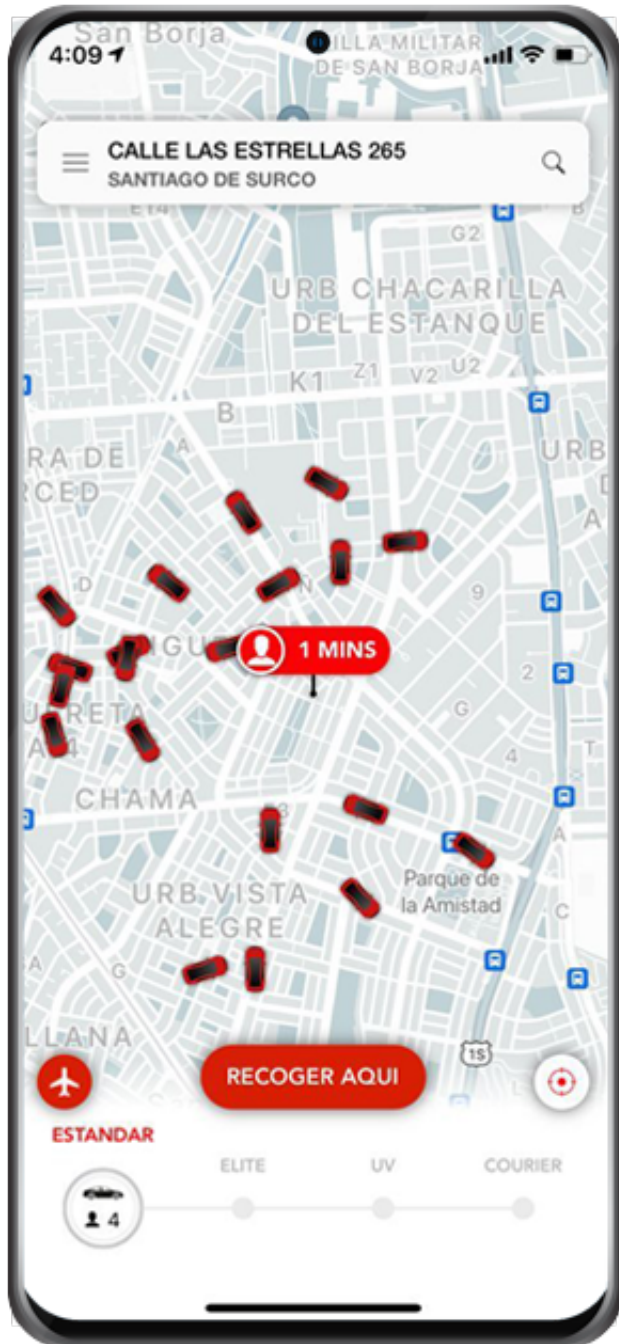 San Borja
VILLA MILITAR
DE SAN BORJA
4:09
CALLE LAS ESTRELLAS 265
SANTIAGO DE SURCO
E14
B
G2
URB CHACARILLA
DEL ESTANQUE
K1
Z1
V2
U2
B
A
RA DE
RCED
URB
D
A
D
N
9
IGU
1 MINS
2
G
T
4
CHAMA
A
Parque de
la Amistad
URB VISTA
ALEGRE
C
G
A
LLANA
1S
RECOGER AQUI
ESTANDAR
ELITE
UV
COURIER
4